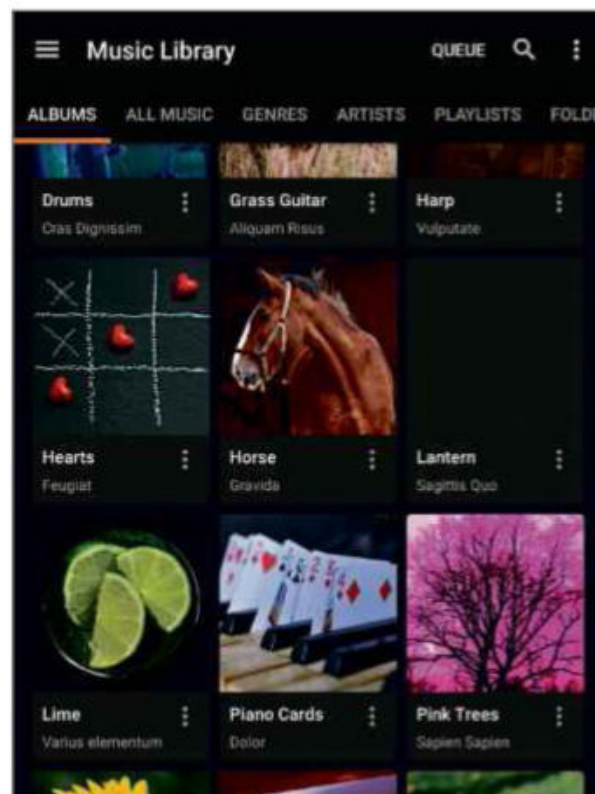 Music Library QUEUE
ALBUMS ALL MUSIC GENRES ARTISTS PLAYLISTS FOLDE
Drums Grass Guitar Harp
Cras Dignissim Aliquam Risus Vulputate
Hearts Horse Lantern
Feugiat Gravida Sagittis Quo
Lime Piano Cards Pink Trees
Varius elementum Dolor Sapien Sapien